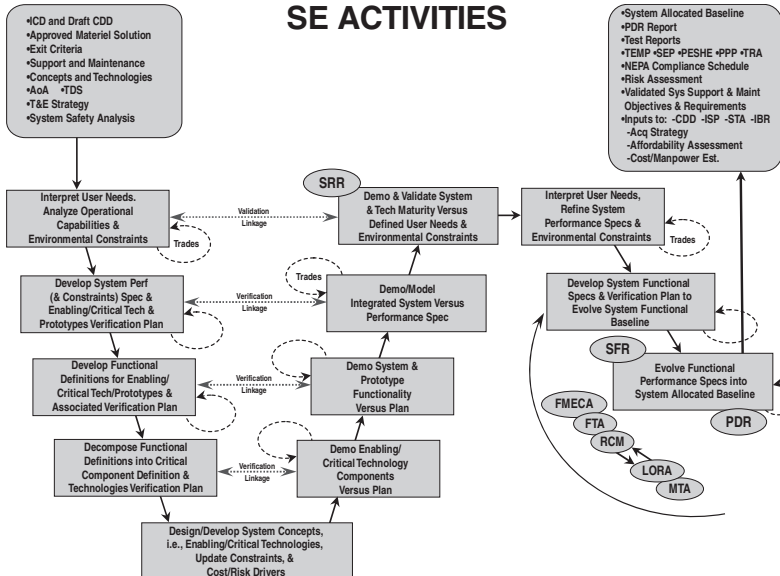 SE ACTIVITIES
•ICD and Draft CDD
•Approved Materiel Solution
•Exit Criteria
•Support and Maintenance
•Concepts and Technologies
•AoA •TDS
•T&E Strategy
•System Safety Analysis
•System Allocated Baseline
•PDR Report
•Test Reports
•TEMP •SEP •PESHE •PPP •TRA
•NEPA Compliance Schedule
•Risk Assessment
•Validated Sys Support & Maint
Objectives & Requirements
•Inputs to: -CDD -ISP -STA -IBR
-Acq Strategy
-Affordability Assessment
-Cost/Manpower Est.
Interpret User Needs.
Analyze Operational
Capabilities &
Environmental Constraints
Trades
Validation
Linkage
SRR
Demo & Validate System
& Tech Maturity Versus
Defined User Needs &
Environmental Constraints
Interpret User Needs,
Refine System
Performance Specs &
Environmental Constraints
Trades
Develop System Perf
(& Constraints) Spec &
Enabling/Critical Tech &
Prototypes Verification Plan
Verification
Linkage
Trades
Demo/Model
Integrated System Versus
Performance Spec
Develop System Functional
Specs & Verification Plan to
Evolve System Functional
Baseline
Develop Functional
Definitions for Enabling/
Critical Tech/Prototypes &
Associated Verification Plan
Verification
Linkage
Demo System &
Prototype
Functionality
Versus Plan
SFR
Evolve Functional
Performance Specs into
System Allocated Baseline
PDR
FMECA
FTA
RCM
LORA
MTA
Decompose Functional
Definitions into Critical
Component Definition &
Technologies Verification Plan
Verification
Linkage
Demo Enabling/
Critical Technology
Components
Versus Plan
Design/Develop System Concepts,
i.e., Enabling/Critical Technologies,
Update Constraints, &
Cost/Risk Drivers